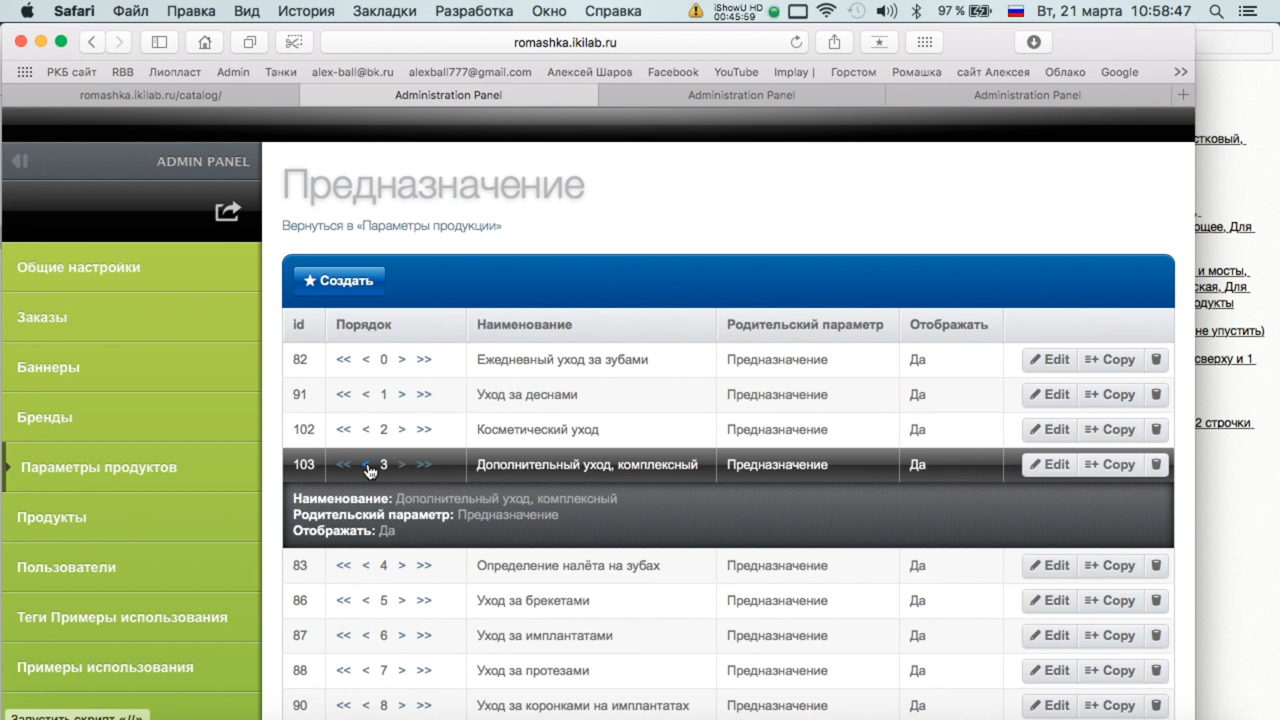 Safari Файл Правка Вид История Закладки Разработка Окно Справка iShowU HD 00:45:59 97 % Вт, 21 марта 10:58:47
romashka.ikilab.ru
РКБ сайт RBB Лиопласт Admin Танки alex-ball@bk.ru alexball777@gmail.com Алексей Шаров Facebook YouTube Implay | Горстом Ромашка сайт Алексея Облако Google >>
romashka.ikilab.ru/catalog/ Administration Panel Administration Panel Administration Panel +
ADMIN PANEL
Общие настройки
Заказы
Баннеры
Бренды
Параметры продуктов
Продукты
Пользователи
Теги Примеры использования
Примеры использования
Запустить скрипт «//»
Предназначение
Вернуться в «Параметры продукции»
★ Создать
id Порядок Наименование Родительский параметр Отображать
82 << < 0 > >> Ежедневный уход за зубами Предназначение Да Edit Copy
91 << < 1 > >> Уход за деснами Предназначение Да Edit Copy
102 << < 2 > >> Косметический уход Предназначение Да Edit Copy
103 << < 3 > >> Дополнительный уход, комплексный Предназначение Да Edit Copy
Наименование: Дополнительный уход, комплексный
Родительский параметр: Предназначение
Отображать: Да
83 << < 4 > >> Определение налёта на зубах Предназначение Да Edit Copy
86 << < 5 > >> Уход за брекетами Предназначение Да Edit Copy
87 << < 6 > >> Уход за имплантатами Предназначение Да Edit Copy
88 << < 7 > >> Уход за протезами Предназначение Да Edit Copy
90 << < 8 > >> Уход за коронками на имплантатах Предназначение Да Edit Copy
стковый,
ющее, Для
и мосты,
ская, Для
одукты
не упустить)
сверху и 1
2 строчки